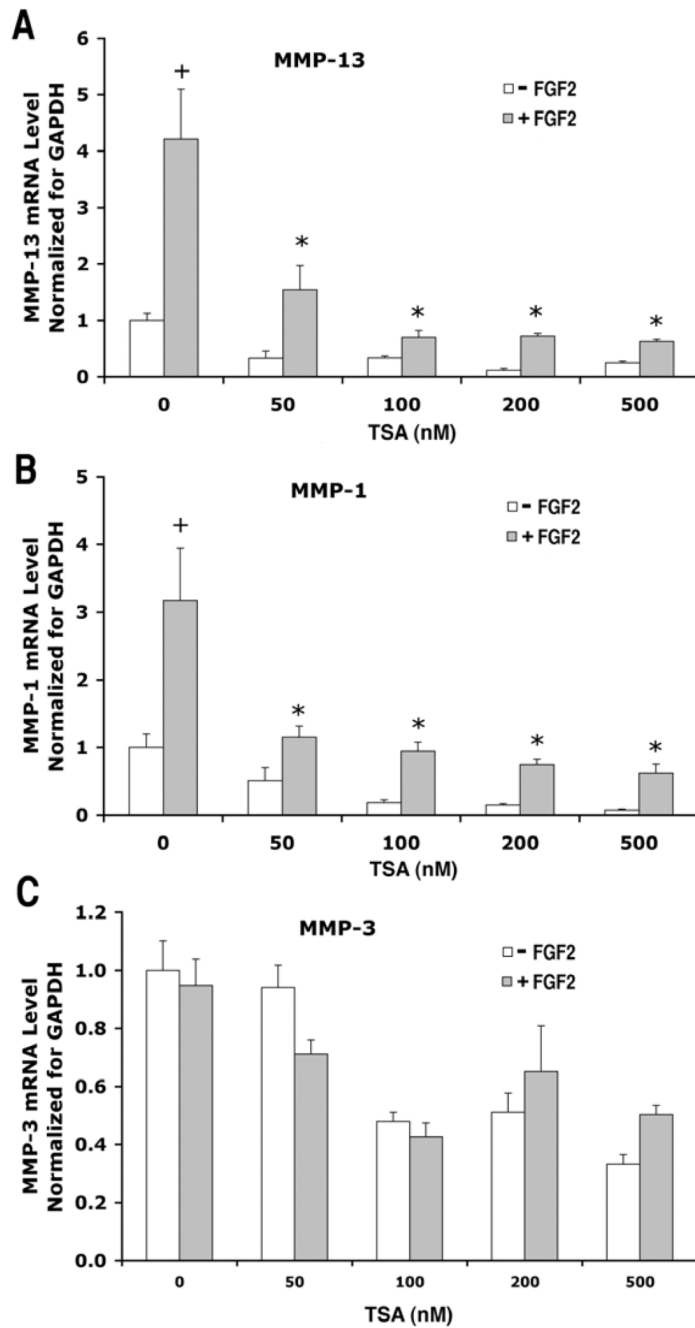 A
MMP-13
MMP-13 mRNA Level
Normalized for GAPDH
6
5
4
3
2
1
0
+
*
*
*
*
- FGF2
+ FGF2
0 50 100 200 500
TSA (nM)
B
MMP-1
MMP-1 mRNA Level
Normalized for GAPDH
5
4
3
2
1
0
+
*
*
*
*
- FGF2
+ FGF2
0 50 100 200 500
TSA (nM)
C
MMP-3
MMP-3 mRNA Level
Normalized for GAPDH
1.2
1.0
0.8
0.6
0.4
0.2
0.0
- FGF2
+ FGF2
0 50 100 200 500
TSA (nM)